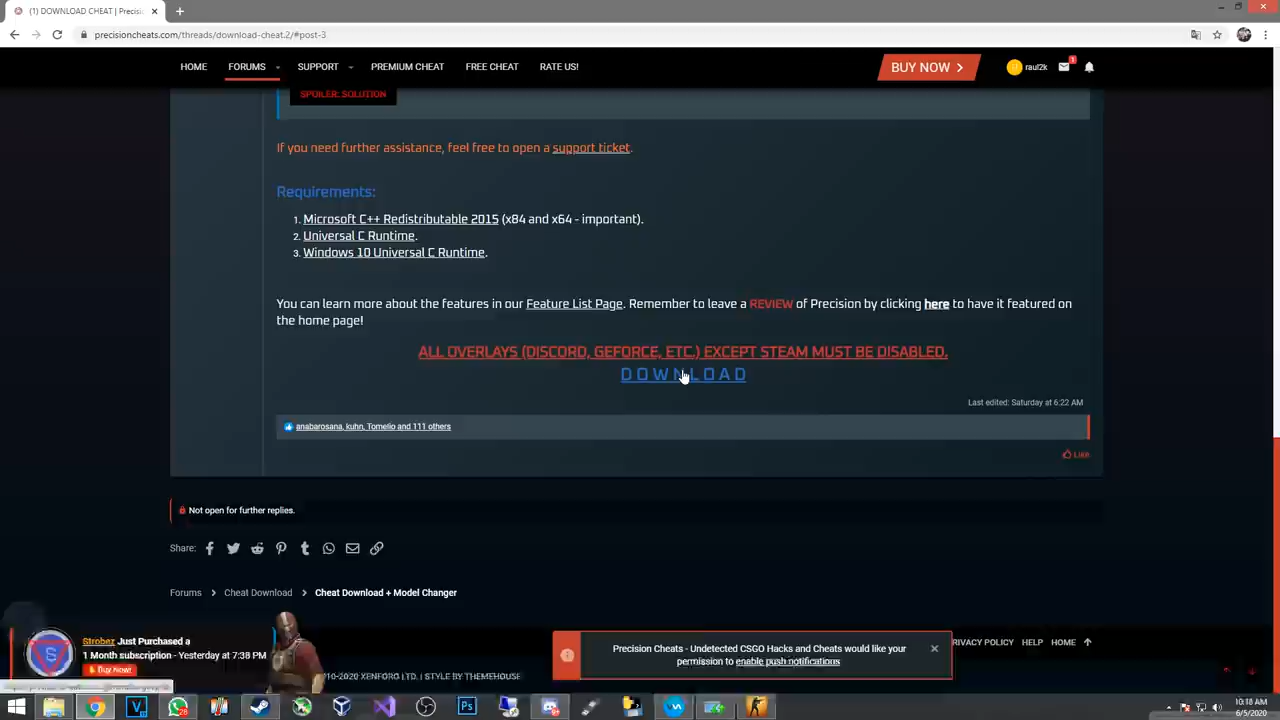 (1) DOWNLOAD CHEAT | Precisi
precisioncheats.com/threads/download-cheat.2/#post-3
HOME FORUMS SUPPORT PREMIUM CHEAT FREE CHEAT RATE US! BUY NOW raul2k 1
SPOILER: SOLUTION
If you need further assistance, feel free to open a support ticket.
Requirements:
1. Microsoft C++ Redistributable 2015 (x84 and x64 - important).
2. Universal C Runtime.
3. Windows 10 Universal C Runtime.
You can learn more about the features in our Feature List Page. Remember to leave a REVIEW of Precision by clicking here to have it featured on
the home page!
ALL OVERLAYS (DISCORD, GEFORCE, ETC.) EXCEPT STEAM MUST BE DISABLED.
D O W N L O A D
Last edited: Saturday at 6:22 AM
anabarosana, kuhn, Tomelio and 111 others
Like
Not open for further replies.
Share:
Forums > Cheat Download > Cheat Download + Model Changer
Strobez Just Purchased a
1 Month subscription - Yesterday at 7:38 PM
Buy Now
Precision Cheats - Undetected CSGO Hacks and Cheats would like your
permission to enable push notifications
RIVACY POLICY HELP HOME
010-2020 XENFORO LTD. | STYLE BY THEMEHOUSE
10:18 AM
6/5/2020